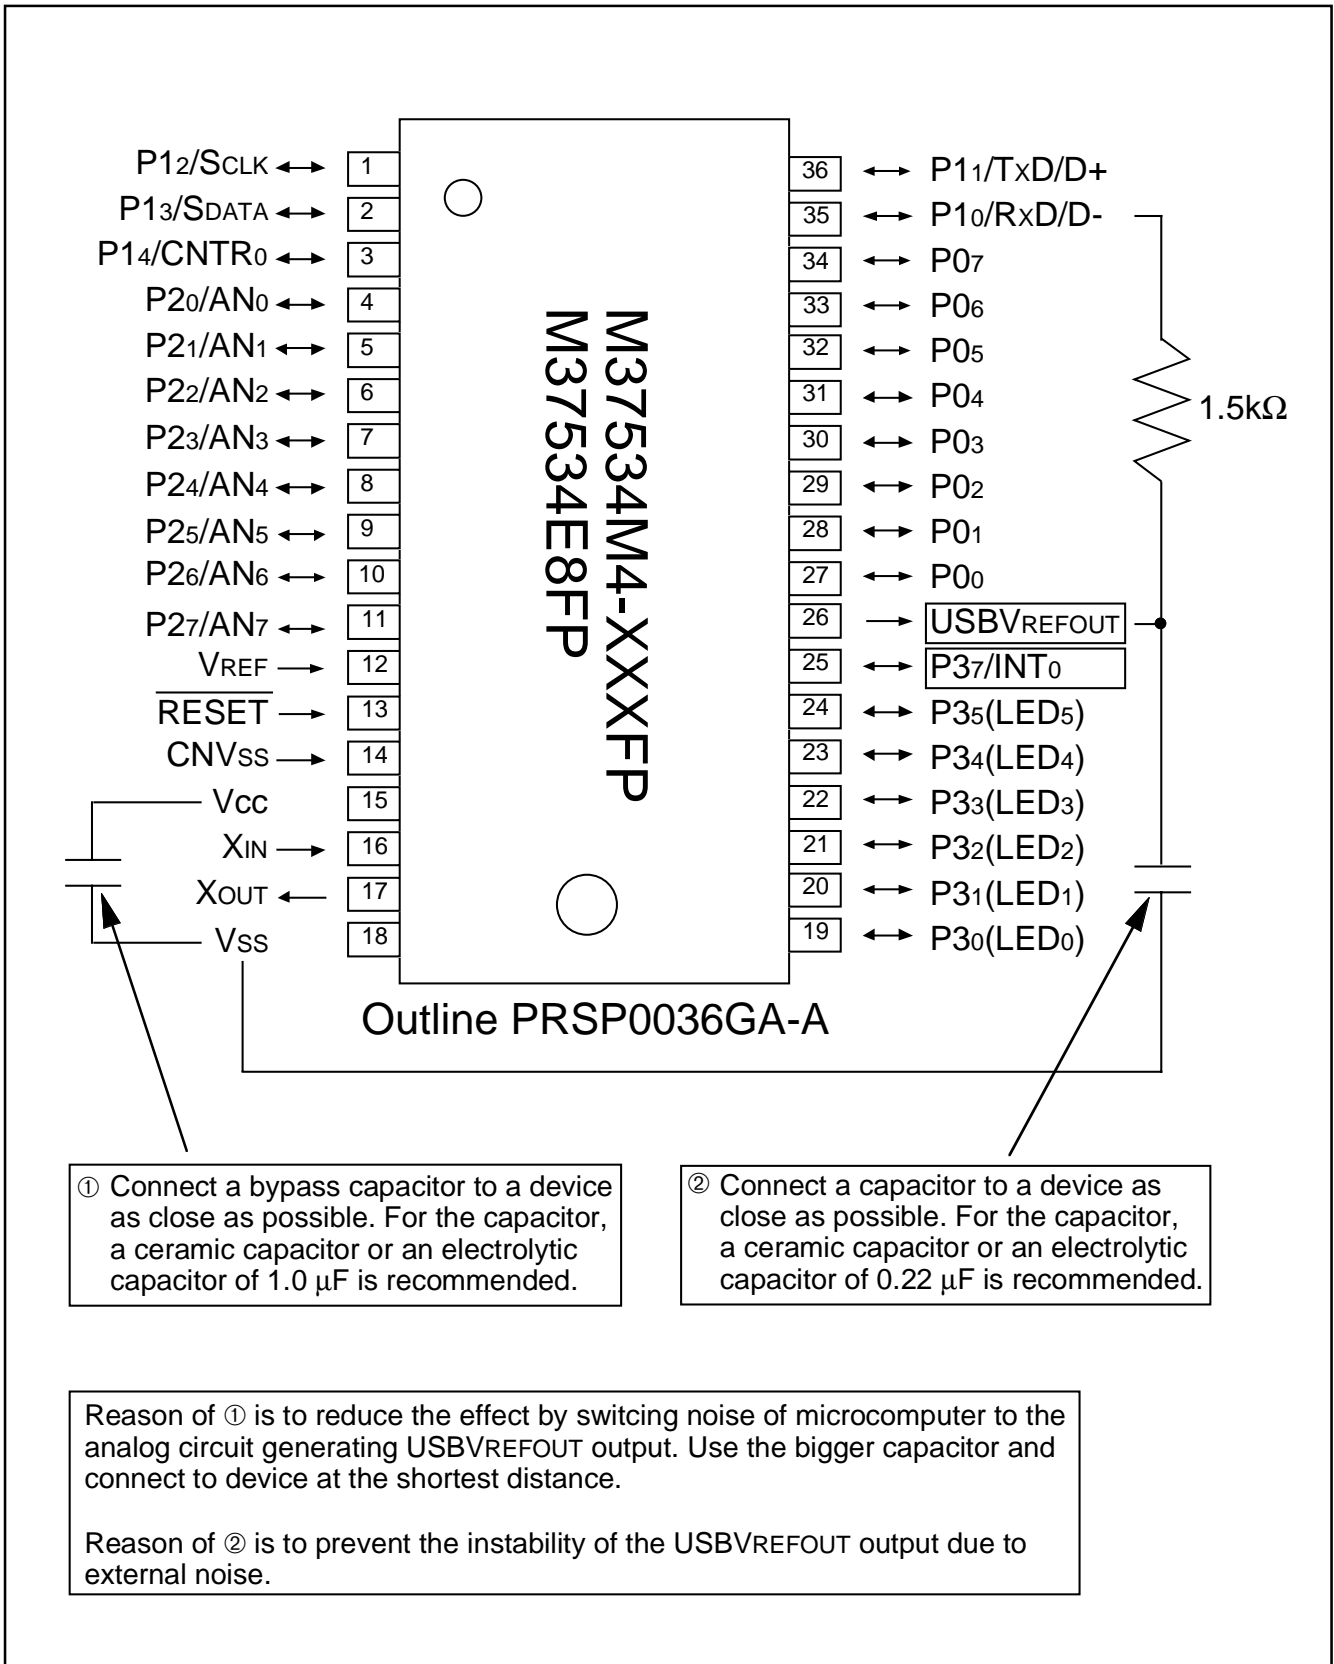 P12/SCLK 1
P13/SDATA 2
P14/CNTR0 3
P20/AN0 4
P21/AN1 5
P22/AN2 6
P23/AN3 7
P24/AN4 8
P25/AN5 9
P26/AN6 10
P27/AN7 11
VREF 12
RESET 13
CNVSS 14
VCC 15
XIN 16
XOUT 17
VSS 18
M37534M4-XXXFP
M37534E8FP
36 P11/TXD/D+
35 P10/RXD/D-
34 P07
33 P06
32 P05
31 P04
30 P03
29 P02
28 P01
27 P00
26 USBVREFOUT
25 P37/INT0
24 P35(LED5)
23 P34(LED4)
22 P33(LED3)
21 P32(LED2)
20 P31(LED1)
19 P30(LED0)
1.5kΩ
Outline PRSP0036GA-A
① Connect a bypass capacitor to a device
as close as possible. For the capacitor,
a ceramic capacitor or an electrolytic
capacitor of 1.0 μF is recommended.
② Connect a capacitor to a device as
close as possible. For the capacitor,
a ceramic capacitor or an electrolytic
capacitor of 0.22 μF is recommended.
Reason of ① is to reduce the effect by switcing noise of microcomputer to the
analog circuit generating USBVREFOUT output. Use the bigger capacitor and
connect to device at the shortest distance.
Reason of ② is to prevent the instability of the USBVREFOUT output due to
external noise.